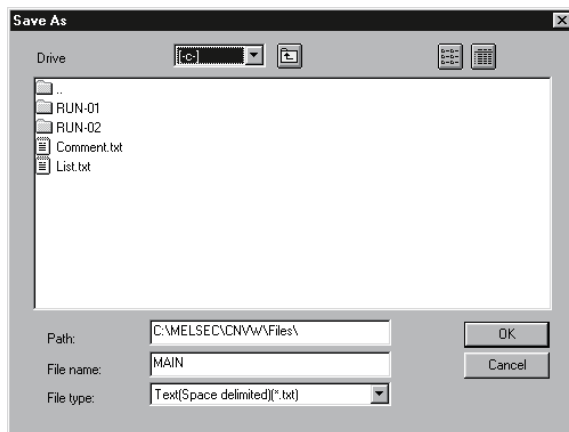 Save As
Drive [-c-]
..
RUN-01
RUN-02
Comment.txt
List.txt
Path: C:\MELSEC\CNVW\Files\
OK
File name: MAIN
Cancel
File type: Text(Space delimited)(*.txt)